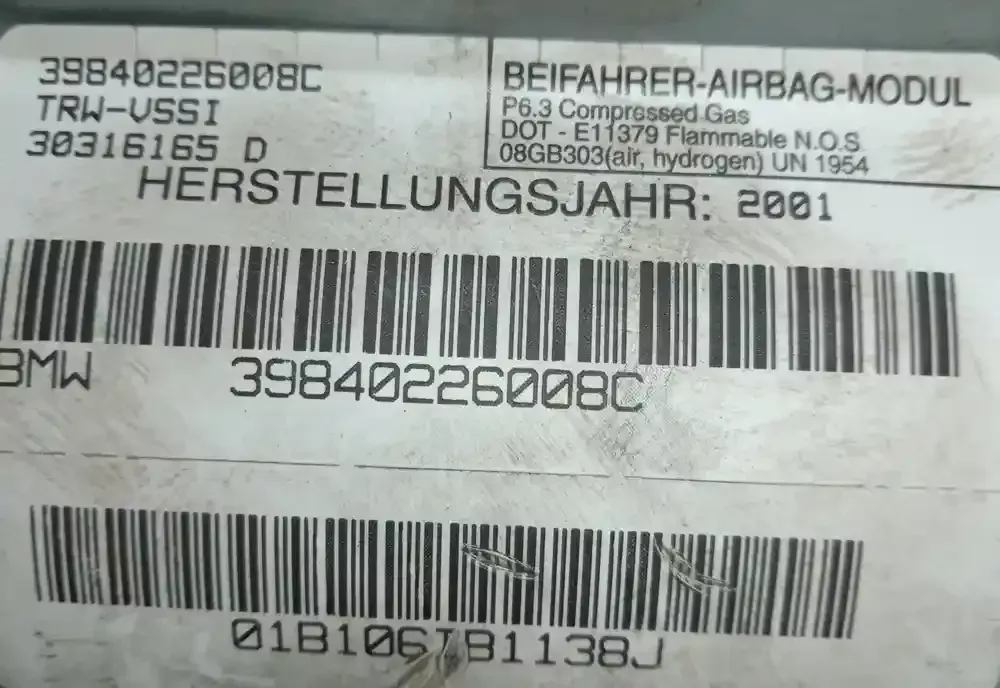 39840226008C
TRW-VSSI
30316165 D
BEIFAHRER-AIRBAG-MODUL
P6.3 Compressed Gas
DOT - E11379 Flammable N.O.S
08GB303(air, hydrogen) UN 1954
HERSTELLUNGSJAHR: 2001
BMW 39840226008C